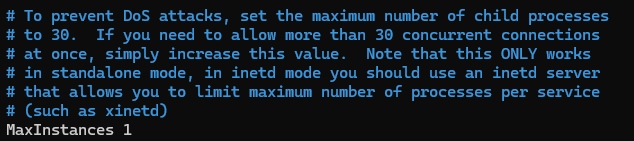 # To prevent DoS attacks, set the maximum number of child processes
# to 30.  If you need to allow more than 30 concurrent connections
# at once, simply increase this value.  Note that this ONLY works
# in standalone mode, in inetd mode you should use an inetd server
# that allows you to limit maximum number of processes per service
# (such as xinetd)
MaxInstances 1